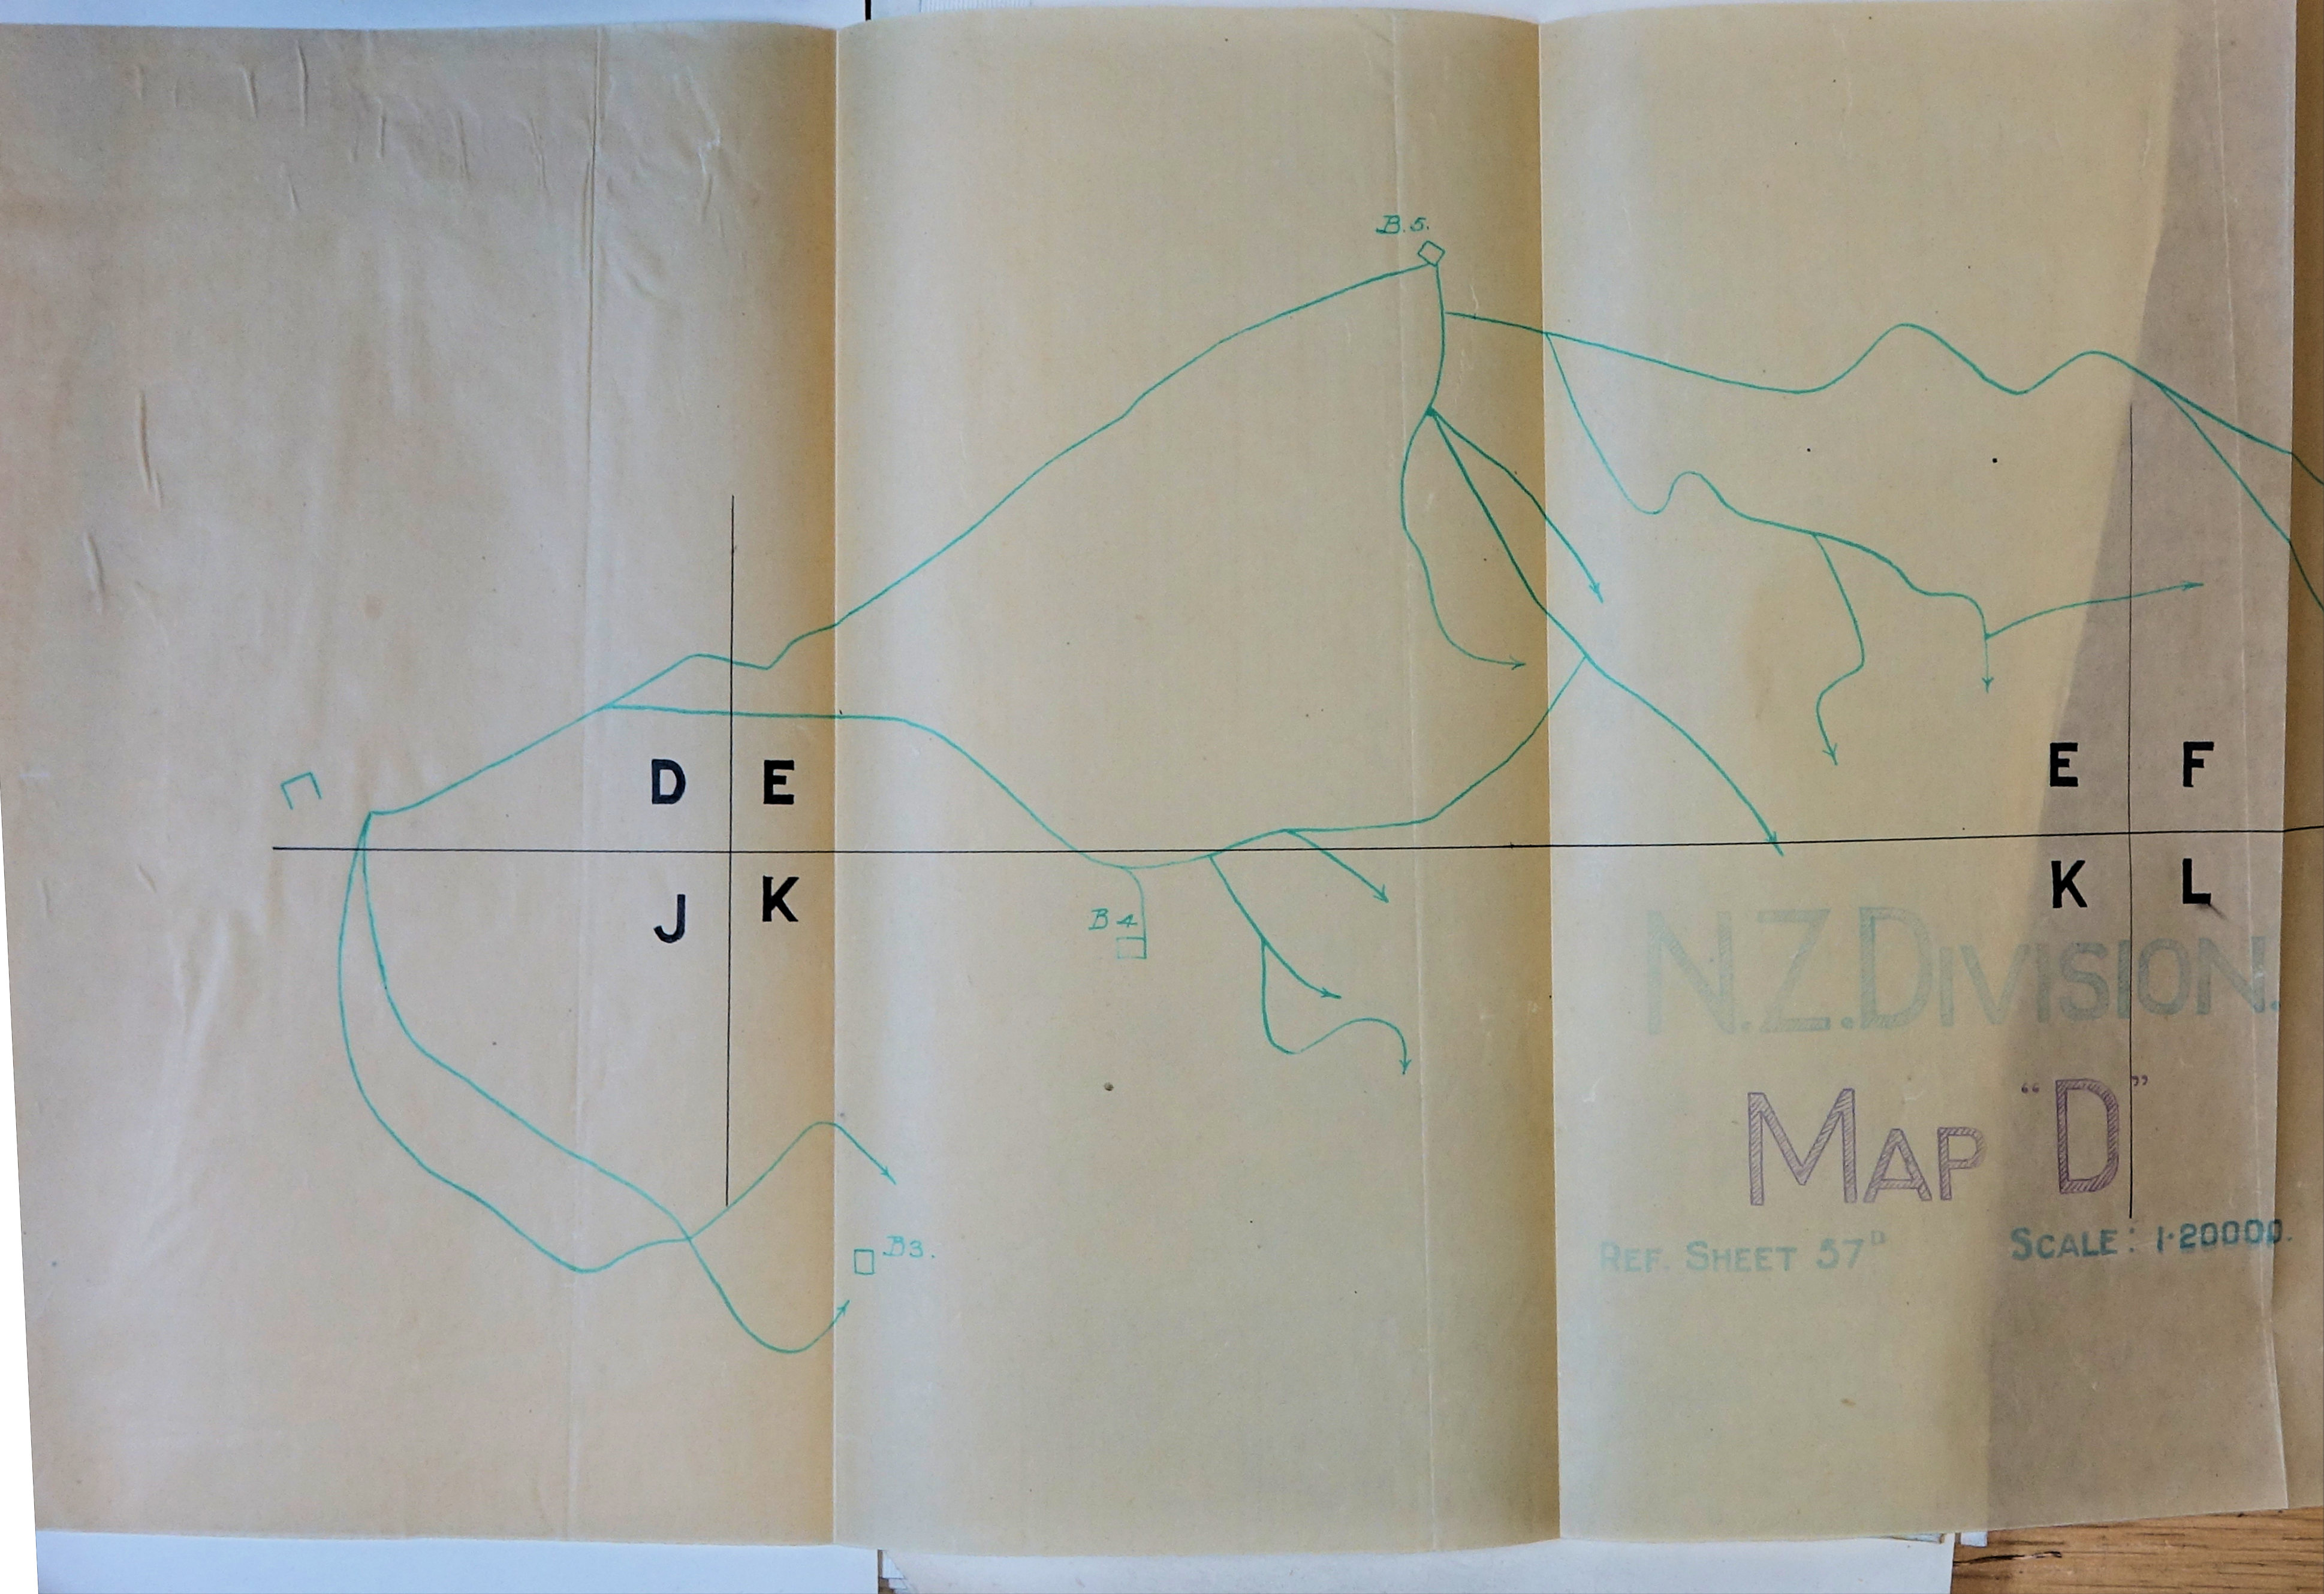 B.5.
D E
E F
J K
K L
B 4
N.Z. DIVISION.
MAP "D"
B3.
REF. SHEET 57ᴰ SCALE: 1·20000.